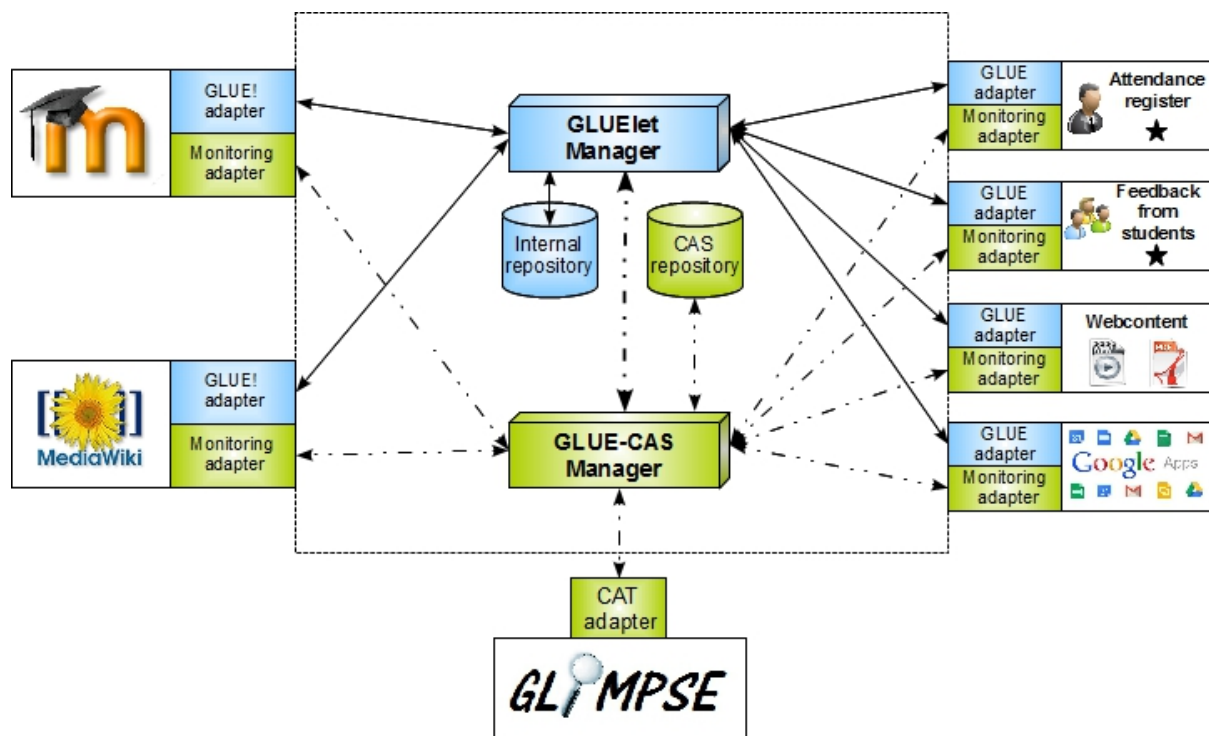 GLUE!
adapter
Monitoring
adapter
m
GLUE!
adapter
Monitoring
adapter
[[ ]]
MediaWiki
GLUElet
Manager
Internal
repository
CAS
repository
GLUE-CAS
Manager
CAT
adapter
GLIMPSE
GLUE
adapter
Monitoring
adapter
Attendance
register
GLUE
adapter
Monitoring
adapter
Feedback
from
students
GLUE
adapter
Monitoring
adapter
Webcontent
GLUE
adapter
Monitoring
adapter
Google Apps